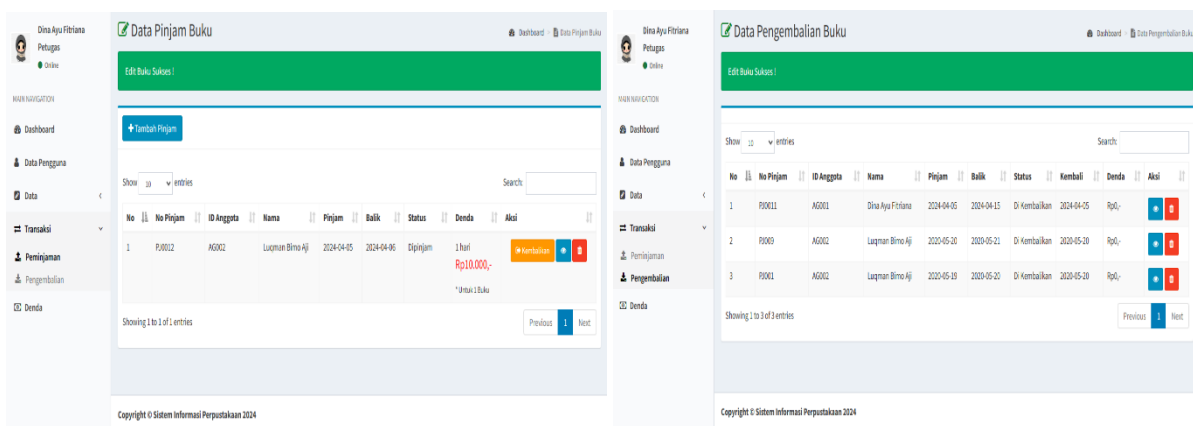 Dina Ayu Fitriana
Petugas
Online
MAIN NAVIGATION
Dashboard
Data Pengguna
Data
Transaksi
Peminjaman
Pengembalian
Denda
Data Pinjam Buku
Dashboard > Data Pinjam Buku
Edit Buku Sukses !
+ Tambah Pinjam
Show 10 entries Search:
No No Pinjam ID Anggota Nama Pinjam Balik Status Denda Aksi
1 PJ0012 AG002 Luqman Bimo Aji 2024-04-05 2024-04-06 Dipinjam 1 hari Kembalikan
Rp10.000,-
* Untuk 1 Buku
Showing 1 to 1 of 1 entries Previous 1 Next
Copyright © Sistem Informasi Perpustakaan 2024
Dina Ayu Fitriana
Petugas
Online
MAIN NAVIGATION
Dashboard
Data Pengguna
Data
Transaksi
Peminjaman
Pengembalian
Denda
Data Pengembalian Buku
Dashboard > Data Pengembalian Buku
Edit Buku Sukses !
Show 10 entries Search:
No No Pinjam ID Anggota Nama Pinjam Balik Status Kembali Denda Aksi
1 PJ0011 AG001 Dina Ayu Fitriana 2024-04-05 2024-04-15 Di Kembalikan 2024-04-05 Rp0,-
2 PJ009 AG002 Luqman Bimo Aji 2020-05-20 2020-05-21 Di Kembalikan 2020-05-20 Rp0,-
3 PJ001 AG002 Luqman Bimo Aji 2020-05-19 2020-05-20 Di Kembalikan 2020-05-20 Rp0,-
Showing 1 to 3 of 3 entries Previous 1 Next
Copyright © Sistem Informasi Perpustakaan 2024